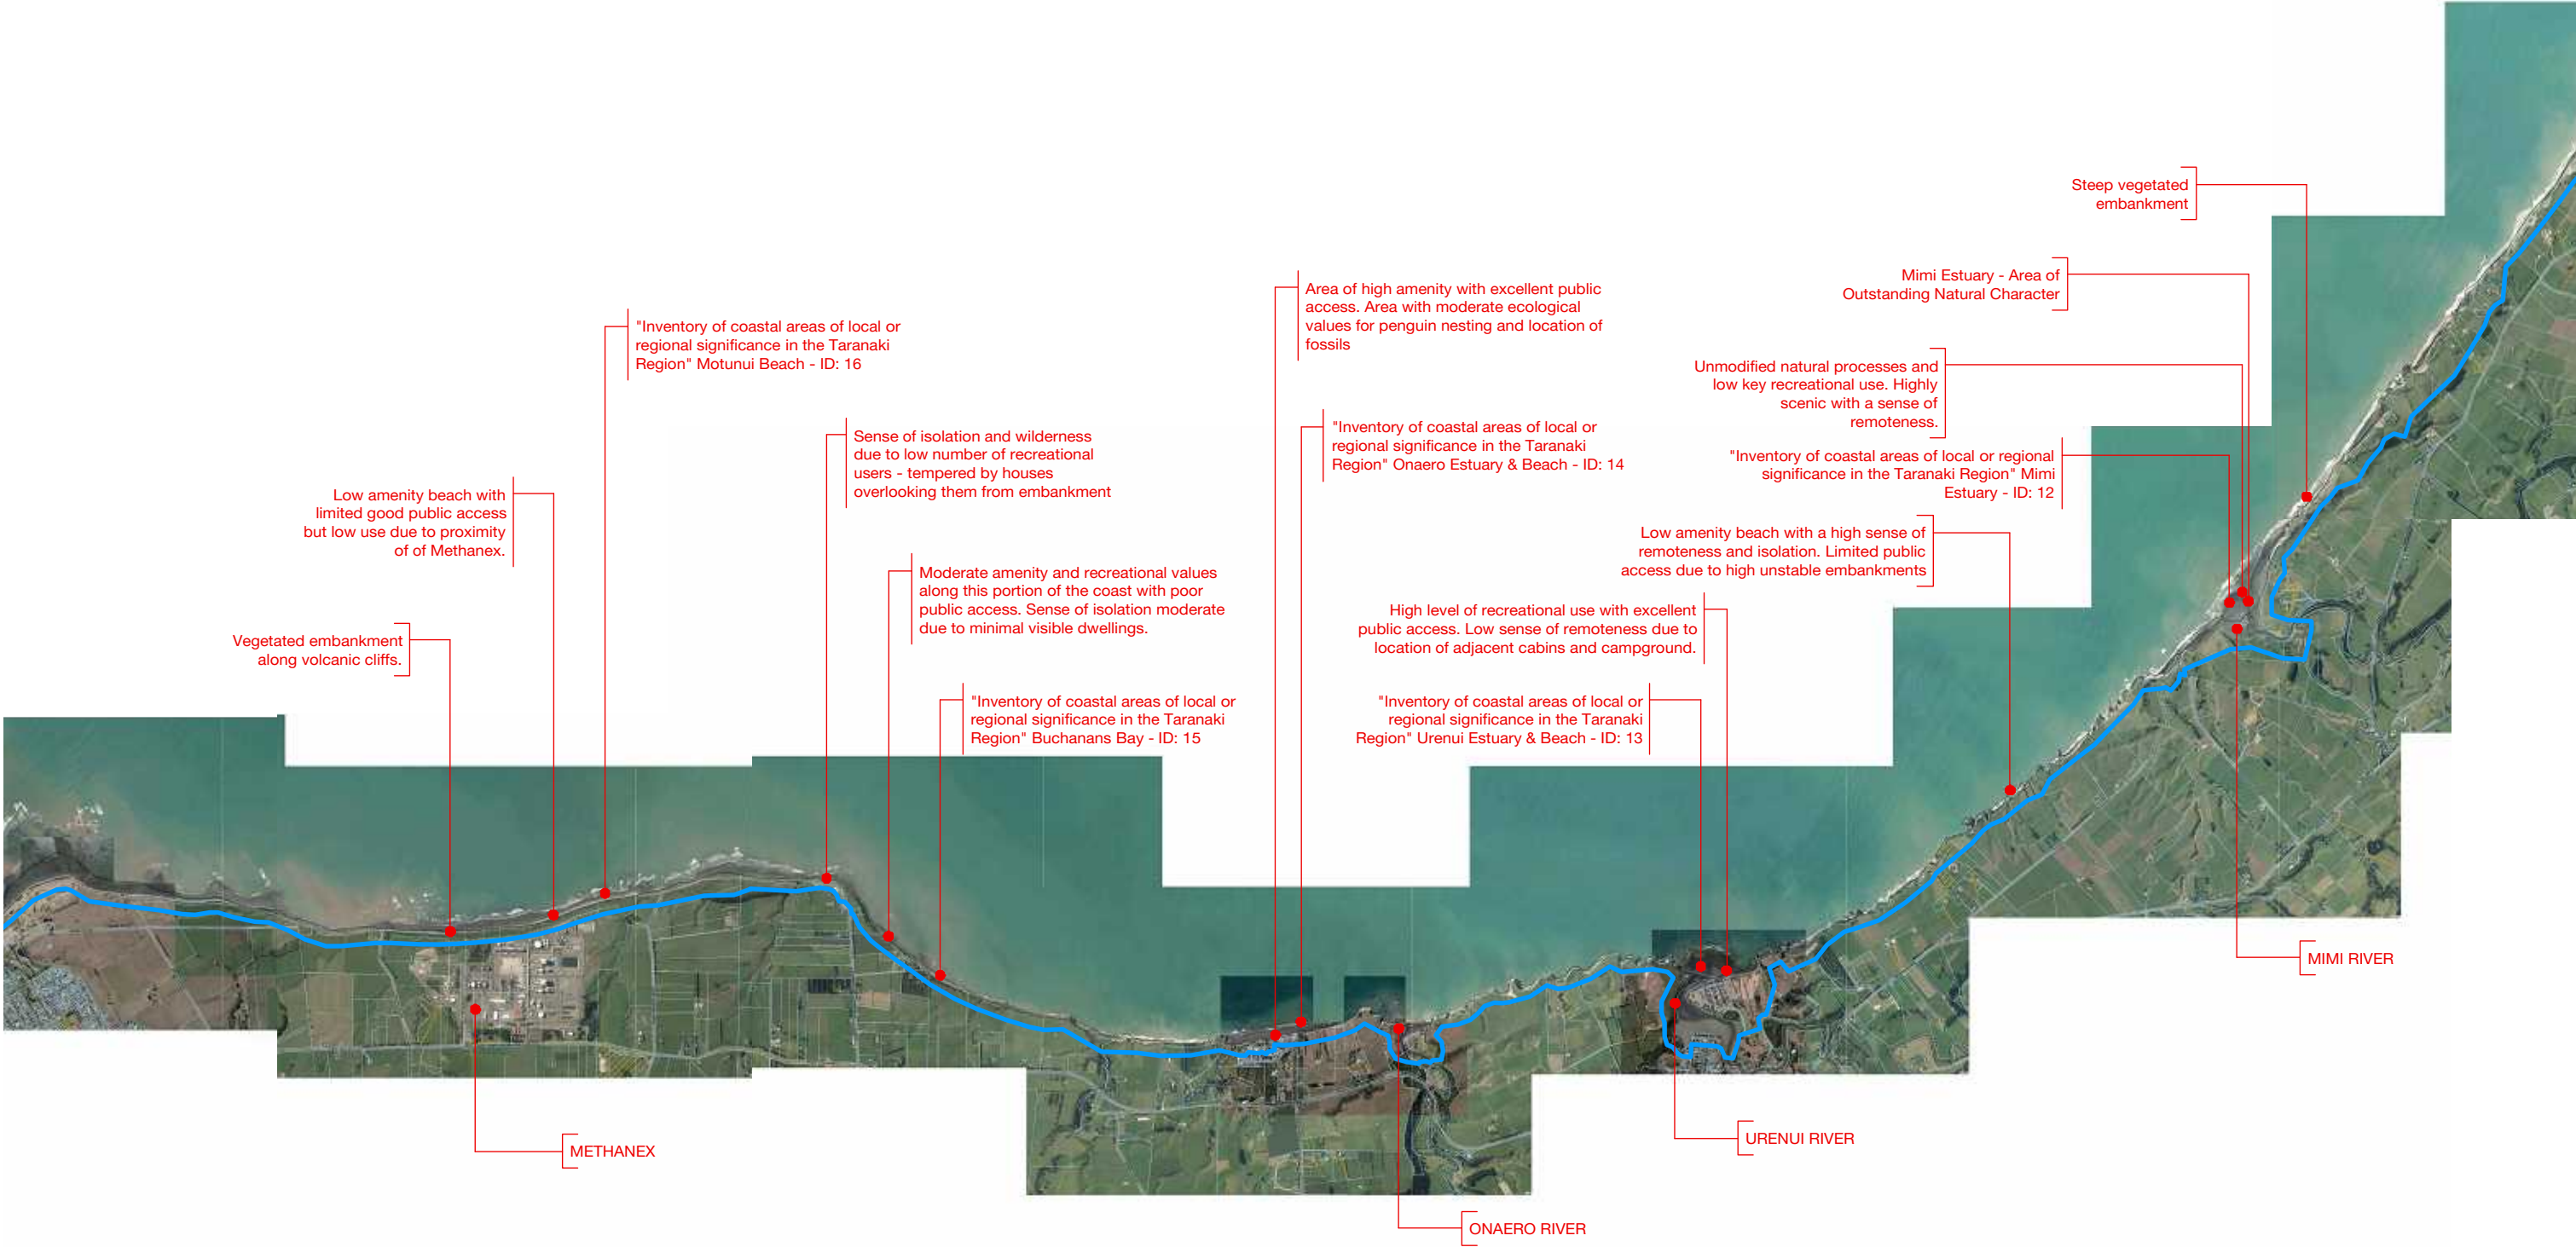 Steep vegetated
embankment
Mimi Estuary - Area of
Outstanding Natural Character
Area of high amenity with excellent public
access. Area with moderate ecological
values for penguin nesting and location of
fossils
"Inventory of coastal areas of local or
regional significance in the Taranaki
Region" Motunui Beach - ID: 16
Unmodified natural processes and
low key recreational use. Highly
scenic with a sense of
remoteness.
"Inventory of coastal areas of local or
regional significance in the Taranaki
Region" Onaero Estuary & Beach - ID: 14
Sense of isolation and wilderness
due to low number of recreational
users - tempered by houses
overlooking them from embankment
"Inventory of coastal areas of local or regional
significance in the Taranaki Region" Mimi
Estuary - ID: 12
Low amenity beach with
limited good public access
but low use due to proximity
of of Methanex.
Low amenity beach with a high sense of
remoteness and isolation. Limited public
access due to high unstable embankments
Moderate amenity and recreational values
along this portion of the coast with poor
public access. Sense of isolation moderate
due to minimal visible dwellings.
High level of recreational use with excellent
public access. Low sense of remoteness due to
location of adjacent cabins and campground.
Vegetated embankment
along volcanic cliffs.
"Inventory of coastal areas of local or
regional significance in the Taranaki
Region" Buchanans Bay - ID: 15
"Inventory of coastal areas of local or
regional significance in the Taranaki
Region" Urenui Estuary & Beach - ID: 13
MIMI RIVER
URENUI RIVER
METHANEX
ONAERO RIVER